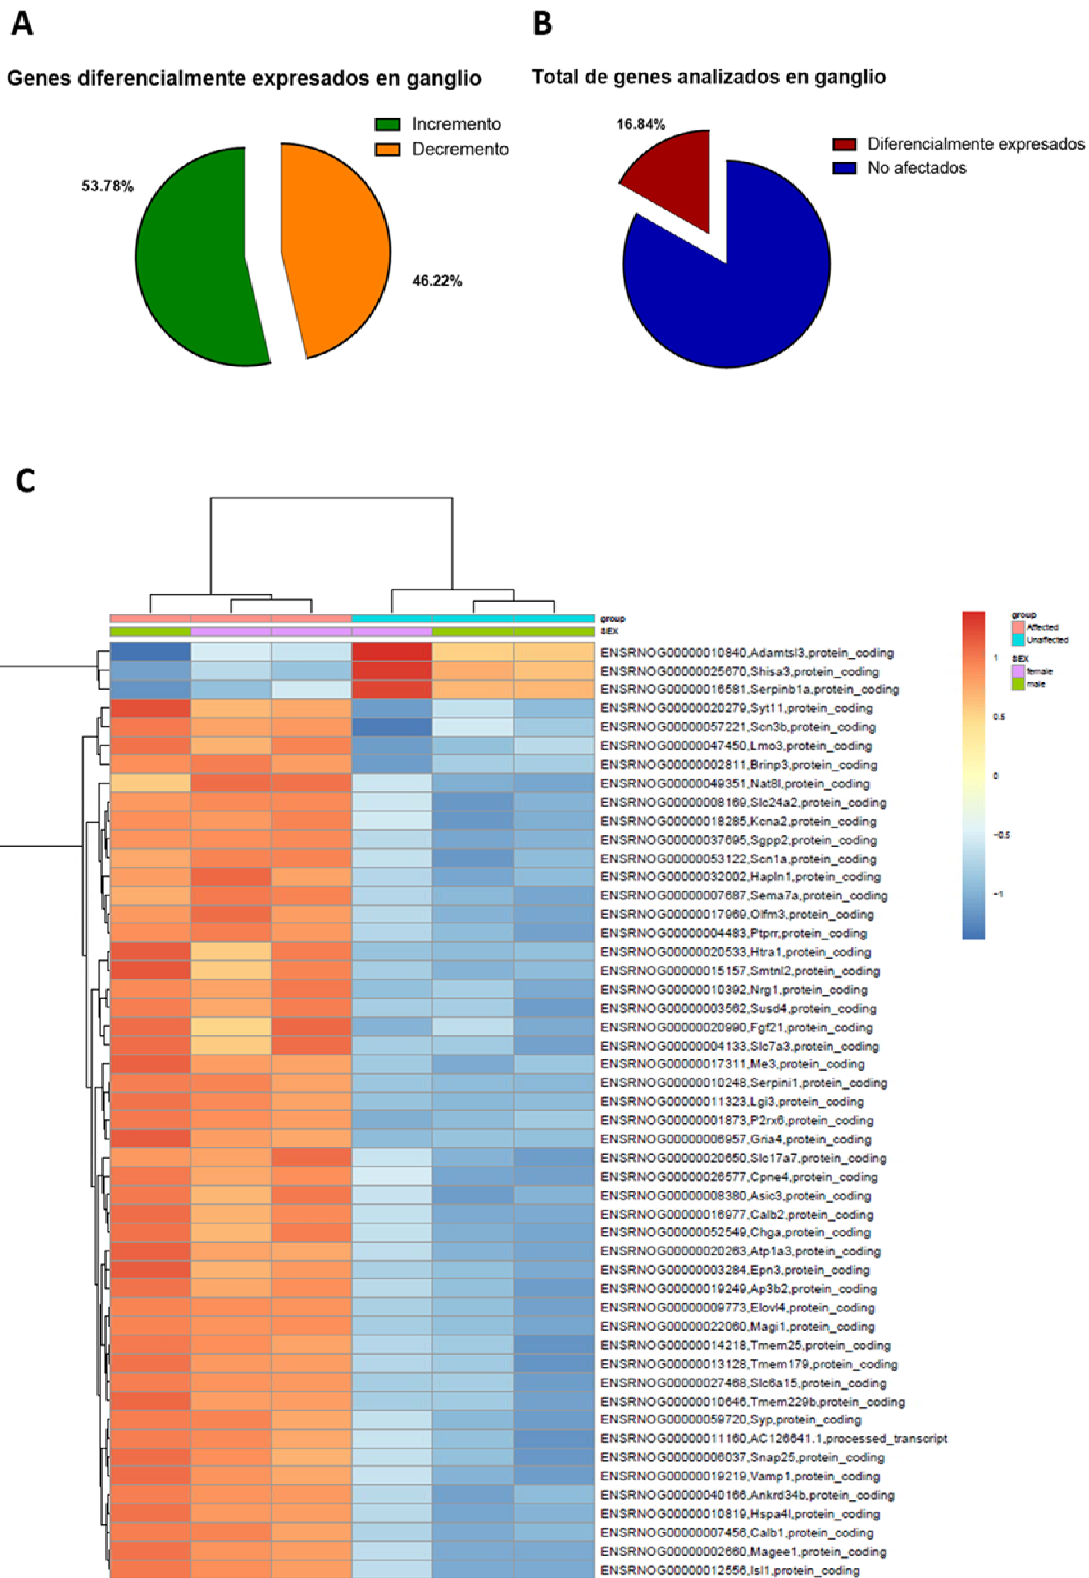 A
Genes diferencialmente expresados en ganglio
Incremento
Decremento
53.78%
46.22%
B
Total de genes analizados en ganglio
16.84%
Diferencialmente expresados
No afectados
C
group
SEX
ENSRNOG00000010840,Adamtsl3,protein_coding
ENSRNOG00000025670,Shisa3,protein_coding
ENSRNOG00000016581,Serpinb1a,protein_coding
ENSRNOG00000020279,Syt11,protein_coding
ENSRNOG00000057221,Scn3b,protein_coding
ENSRNOG00000047450,Lmo3,protein_coding
ENSRNOG00000002811,Brinp3,protein_coding
ENSRNOG00000049351,Nat8l,protein_coding
ENSRNOG00000008169,Slc24a2,protein_coding
ENSRNOG00000018285,Kcna2,protein_coding
ENSRNOG00000037695,Sgpp2,protein_coding
ENSRNOG00000053122,Scn1a,protein_coding
ENSRNOG00000032002,Hapln1,protein_coding
ENSRNOG00000007687,Sema7a,protein_coding
ENSRNOG00000017969,Olfm3,protein_coding
ENSRNOG00000004483,Ptprr,protein_coding
ENSRNOG00000020533,Htra1,protein_coding
ENSRNOG00000015157,Smtnl2,protein_coding
ENSRNOG00000010392,Nrg1,protein_coding
ENSRNOG00000003562,Susd4,protein_coding
ENSRNOG00000020990,Fgf21,protein_coding
ENSRNOG00000004133,Slc7a3,protein_coding
ENSRNOG00000017311,Me3,protein_coding
ENSRNOG00000010248,Serpini1,protein_coding
ENSRNOG00000011323,Lgi3,protein_coding
ENSRNOG00000001873,P2rx6,protein_coding
ENSRNOG00000006957,Gria4,protein_coding
ENSRNOG00000020650,Slc17a7,protein_coding
ENSRNOG00000026577,Cpne4,protein_coding
ENSRNOG00000008380,Asic3,protein_coding
ENSRNOG00000016977,Calb2,protein_coding
ENSRNOG00000052549,Chga,protein_coding
ENSRNOG00000020263,Atp1a3,protein_coding
ENSRNOG00000003284,Epn3,protein_coding
ENSRNOG00000019249,Ap3b2,protein_coding
ENSRNOG00000009773,Elovl4,protein_coding
ENSRNOG00000022060,Magi1,protein_coding
ENSRNOG00000014218,Tmem25,protein_coding
ENSRNOG00000013128,Tmem179,protein_coding
ENSRNOG00000027468,Slc6a15,protein_coding
ENSRNOG00000010646,Tmem229b,protein_coding
ENSRNOG00000059720,Syp,protein_coding
ENSRNOG00000011160,AC126641.1,processed_transcript
ENSRNOG00000006037,Snap25,protein_coding
ENSRNOG00000019219,Vamp1,protein_coding
ENSRNOG00000040166,Ankrd34b,protein_coding
ENSRNOG00000010819,Hspa4l,protein_coding
ENSRNOG00000007456,Calb1,protein_coding
ENSRNOG00000002660,Magee1,protein_coding
ENSRNOG00000012556,Isl1,protein_coding
1
0.5
0
−0.5
−1
group
Affected
Unaffected
SEX
female
male